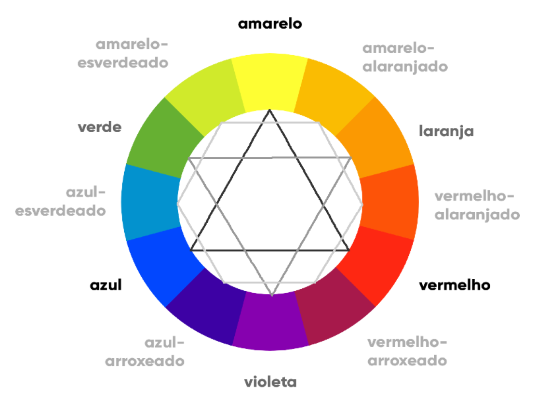 amarelo
amarelo-
esverdeado
amarelo-
alaranjado
verde
laranja
azul-
esverdeado
vermelho-
alaranjado
azul
vermelho
azul-
arroxeado
vermelho-
arroxeado
violeta